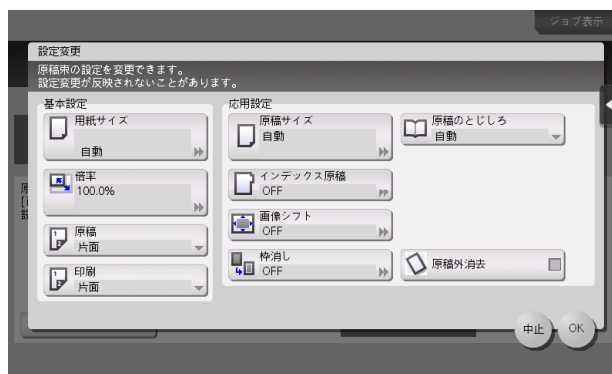 ジョブ表示
設定変更
原稿束の設定を変更できます。
設定変更が反映されないことがあります。
基本設定
用紙サイズ
自動
倍率
100.0%
原稿
片面
印刷
片面
応用設定
原稿サイズ
自動
インデックス原稿
OFF
画像シフト
OFF
枠消し
OFF
原稿のとじしろ
自動
原稿外消去
中止
OK